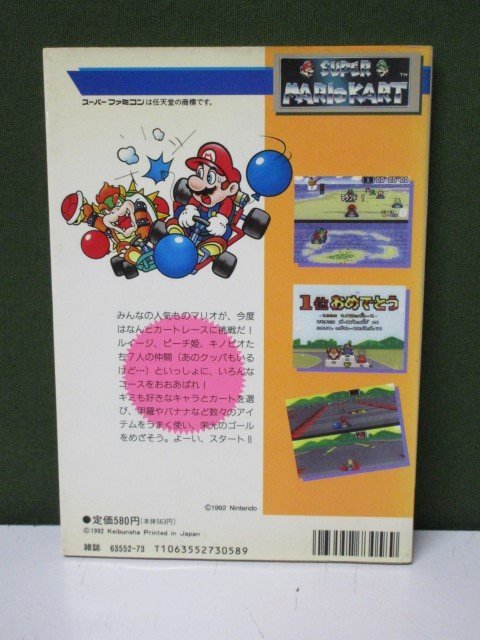 SUPER
MARIO KART
TM
スーパーファミコンは任天堂の商標です。
1位 おめでとう
みんなの人気ものマリオが、今度
はなんとカートレースに挑戦だ！
ルイージ、ピーチ姫、キノピオた
ち7人の仲間（あのクッパもいる
けど…）といっしょに、いろんな
コースをおおあばれ！
キミも好きなキャラとカートを選
び、甲羅やバナナなど数々のアイ
テムをうまく使い、栄光のゴール
をめざそう。よーい、スタート!!
©1992 Nintendo
●定価580円(本体563円)
©1992 Keibunsha Printed in Japan
雑誌 63552-73 T1063552730589